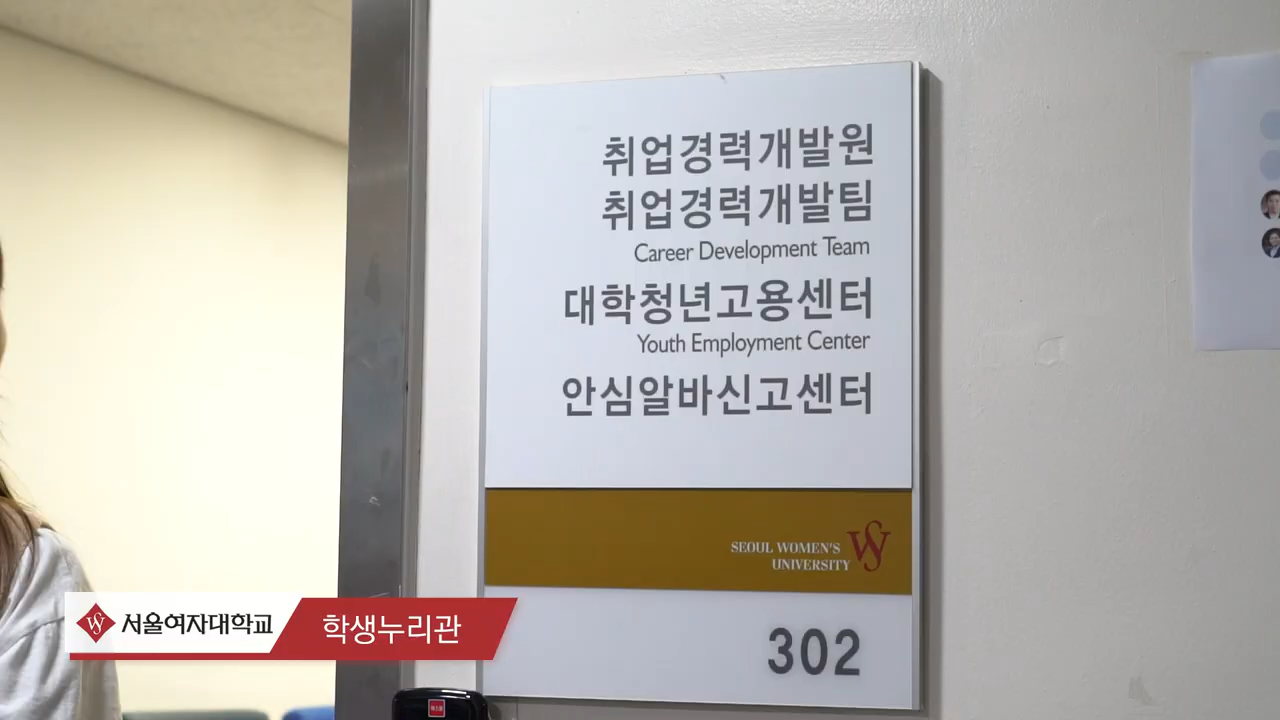 취업경력개발원
취업경력개발팀
Career Development Team
대학청년고용센터
Youth Employment Center
안심알바신고센터
SEOUL WOMEN'S
UNIVERSITY
302
서울여자대학교
학생누리관